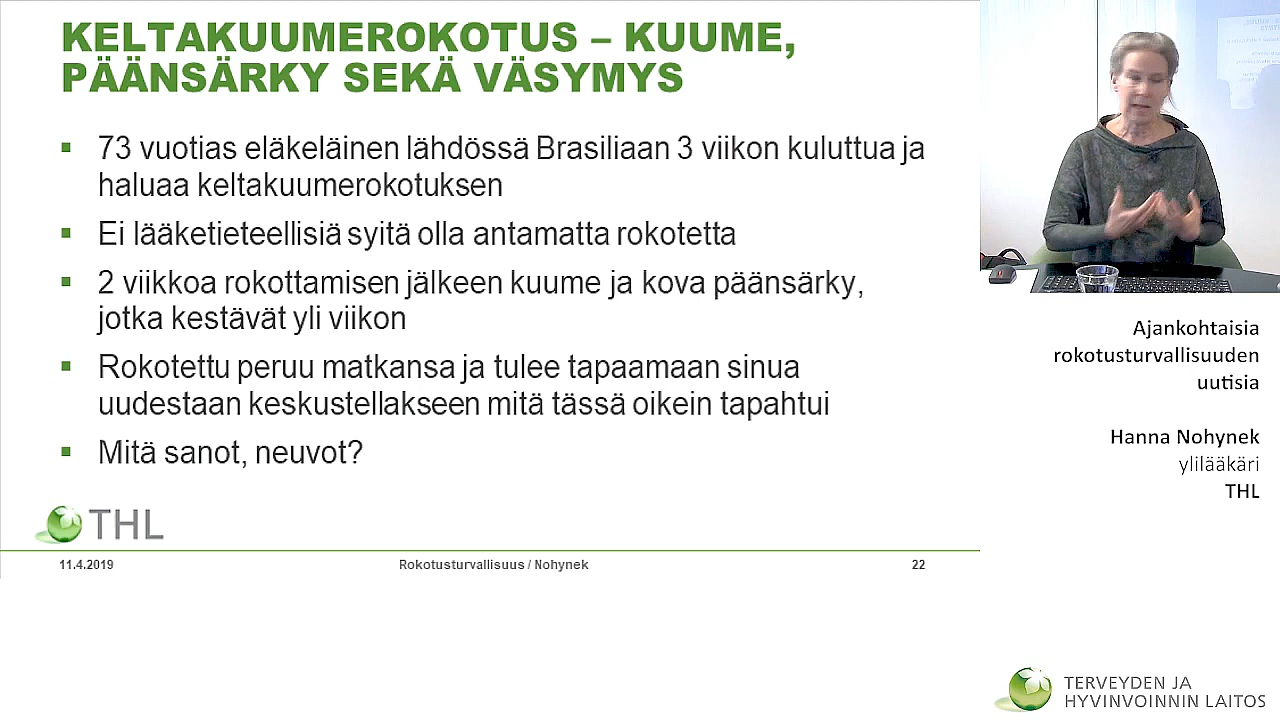 KELTAKUUMEROKOTUS – KUUME,
PÄÄNSÄRKY SEKÄ VÄSYMYS
73 vuotias eläkeläinen lähdössä Brasiliaan 3 viikon kuluttua ja
haluaa keltakuumerokotuksen
Ei lääketieteellisiä syitä olla antamatta rokotetta
2 viikkoa rokottamisen jälkeen kuume ja kova päänsärky,
jotka kestävät yli viikon
Rokotettu peruu matkansa ja tulee tapaamaan sinua
uudestaan keskustellakseen mitä tässä oikein tapahtui
Mitä sanot, neuvot?
THL
11.4.2019
Rokotusturvallisuus / Nohynek
22
Ajankohtaisia
rokotusturvallisuuden
uutisia
Hanna Nohynek
ylilääkäri
THL
TERVEYDEN JA
HYVINVOINNIN LAITOS